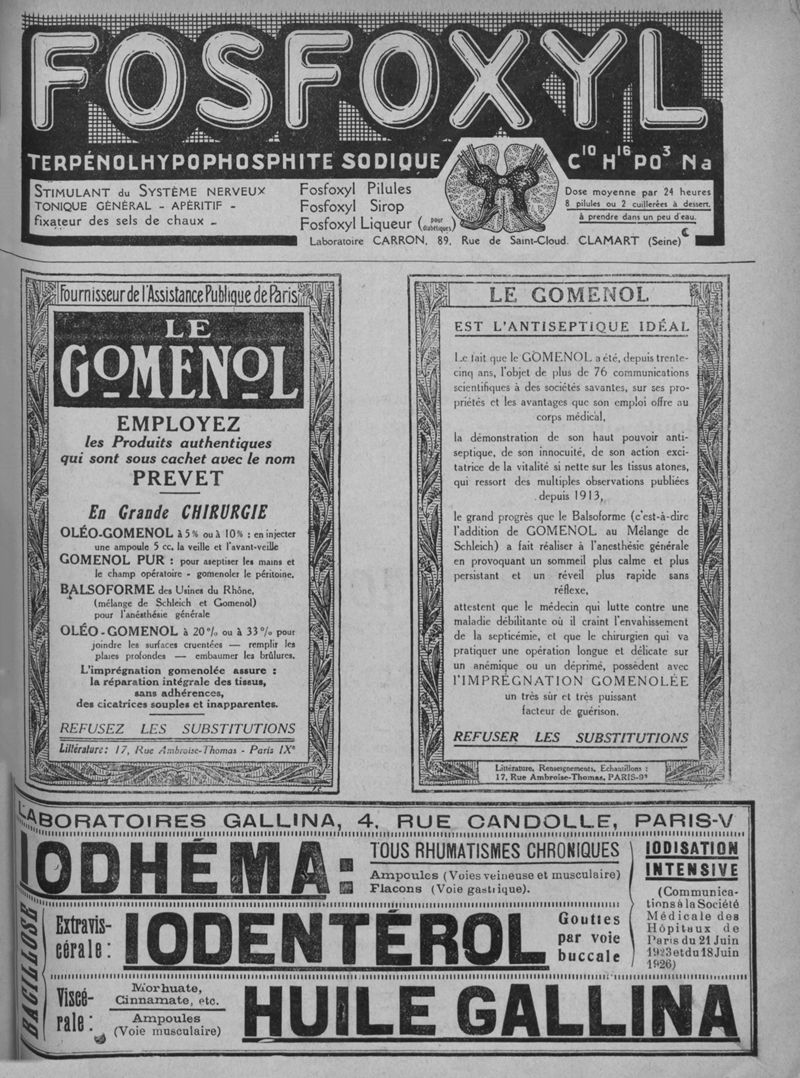 FOSFOXYL
TERPÉNOLHYPOPHOSPHITE SODIQUE
C¹⁰ H¹⁶ PO³ Na
STIMULANT du SYSTÈME NERVEUX
TONIQUE GÉNÉRAL - APÉRITIF -
fixateur des sels de chaux -
Fosfoxyl Pilules
Fosfoxyl Sirop
Fosfoxyl Liqueur (pour diabétiques)
Dose moyenne par 24 heures
8 pilules ou 2 cuillerées à dessert,
à prendre dans un peu d'eau.
Laboratoire CARRON, 89, Rue de Saint-Cloud. CLAMART (Seine)
Fournisseur de l'Assistance Publique de Paris
LE
GOMENOL
EMPLOYEZ
les Produits authentiques
qui sont sous cachet avec le nom
PREVET
En Grande CHIRURGIE
OLÉO-GOMENOL à 5 % ou à 10 % : en injecter
une ampoule 5 cc. la veille et l'avant-veille
GOMENOL PUR : pour aseptiser les mains et
le champ opératoire - gomenoler le péritoine.
BALSOFORME des Usines du Rhône,
(mélange de Schleich et Gomenol)
pour l'anésthésie générale
OLÉO-GOMENOL à 20 % ou à 33 % pour
joindre les surfaces cruentées — remplir les
plaies profondes — embaumer les brûlures.
L'imprégnation gomenolée assure :
la réparation intégrale des tissus,
sans adhérences,
des cicatrices souples et inapparentes.
REFUSEZ LES SUBSTITUTIONS
Littérature: 17, Rue Ambroise-Thomas - Paris IXᵉ
LE GOMENOL
EST L'ANTISEPTIQUE IDÉAL
Le fait que le GOMENOL a été, depuis trente-
cinq ans, l'objet de plus de 76 communications
scientifiques à des sociétés savantes, sur ses pro-
priétés et les avantages que son emploi offre au
corps médical,
la démonstration de son haut pouvoir anti-
septique, de son innocuité, de son action exci-
tatrice de la vitalité si nette sur les tissus atones,
qui ressort des multiples observations publiées
depuis 1913,
le grand progrès que le Balsoforme (c'est-à-dire
l'addition de GOMENOL au Mélange de
Schleich) a fait réaliser à l'anesthésie générale
en provoquant un sommeil plus calme et plus
persistant et un réveil plus rapide sans
réflexe,
attestent que le médecin qui lutte contre une
maladie débilitante où il craint l'envahissement
de la septicémie, et que le chirurgien qui va
pratiquer une opération longue et délicate sur
un anémique ou un déprimé, possèdent avec
l'IMPRÉGNATION GOMENOLÉE
un très sûr et très puissant
facteur de guérison.
REFUSER LES SUBSTITUTIONS
Littérature, Renseignements, Echantillons :
17, Rue Ambroise-Thomas, PARIS-9ᵉ
LABORATOIRES GALLINA, 4, RUE CANDOLLE, PARIS-V
IODHÉMA:
TOUS RHUMATISMES CHRONIQUES
Ampoules (Voies veineuse et musculaire)
Flacons (Voie gastrique).
IODISATION
INTENSIVE
(Communica-
tions à la Société
Médicale des
Hôpitaux de
Paris du 21 Juin
1923 et du 18 Juin
1926)
BACILLOSE
Extravis-
cérale:
IODENTÉROL
Gouttes
par voie
buccale
Viscé-
rale:
Morhuate,
Cinnamate, etc.
Ampoules
(Voie musculaire)
HUILE GALLINA